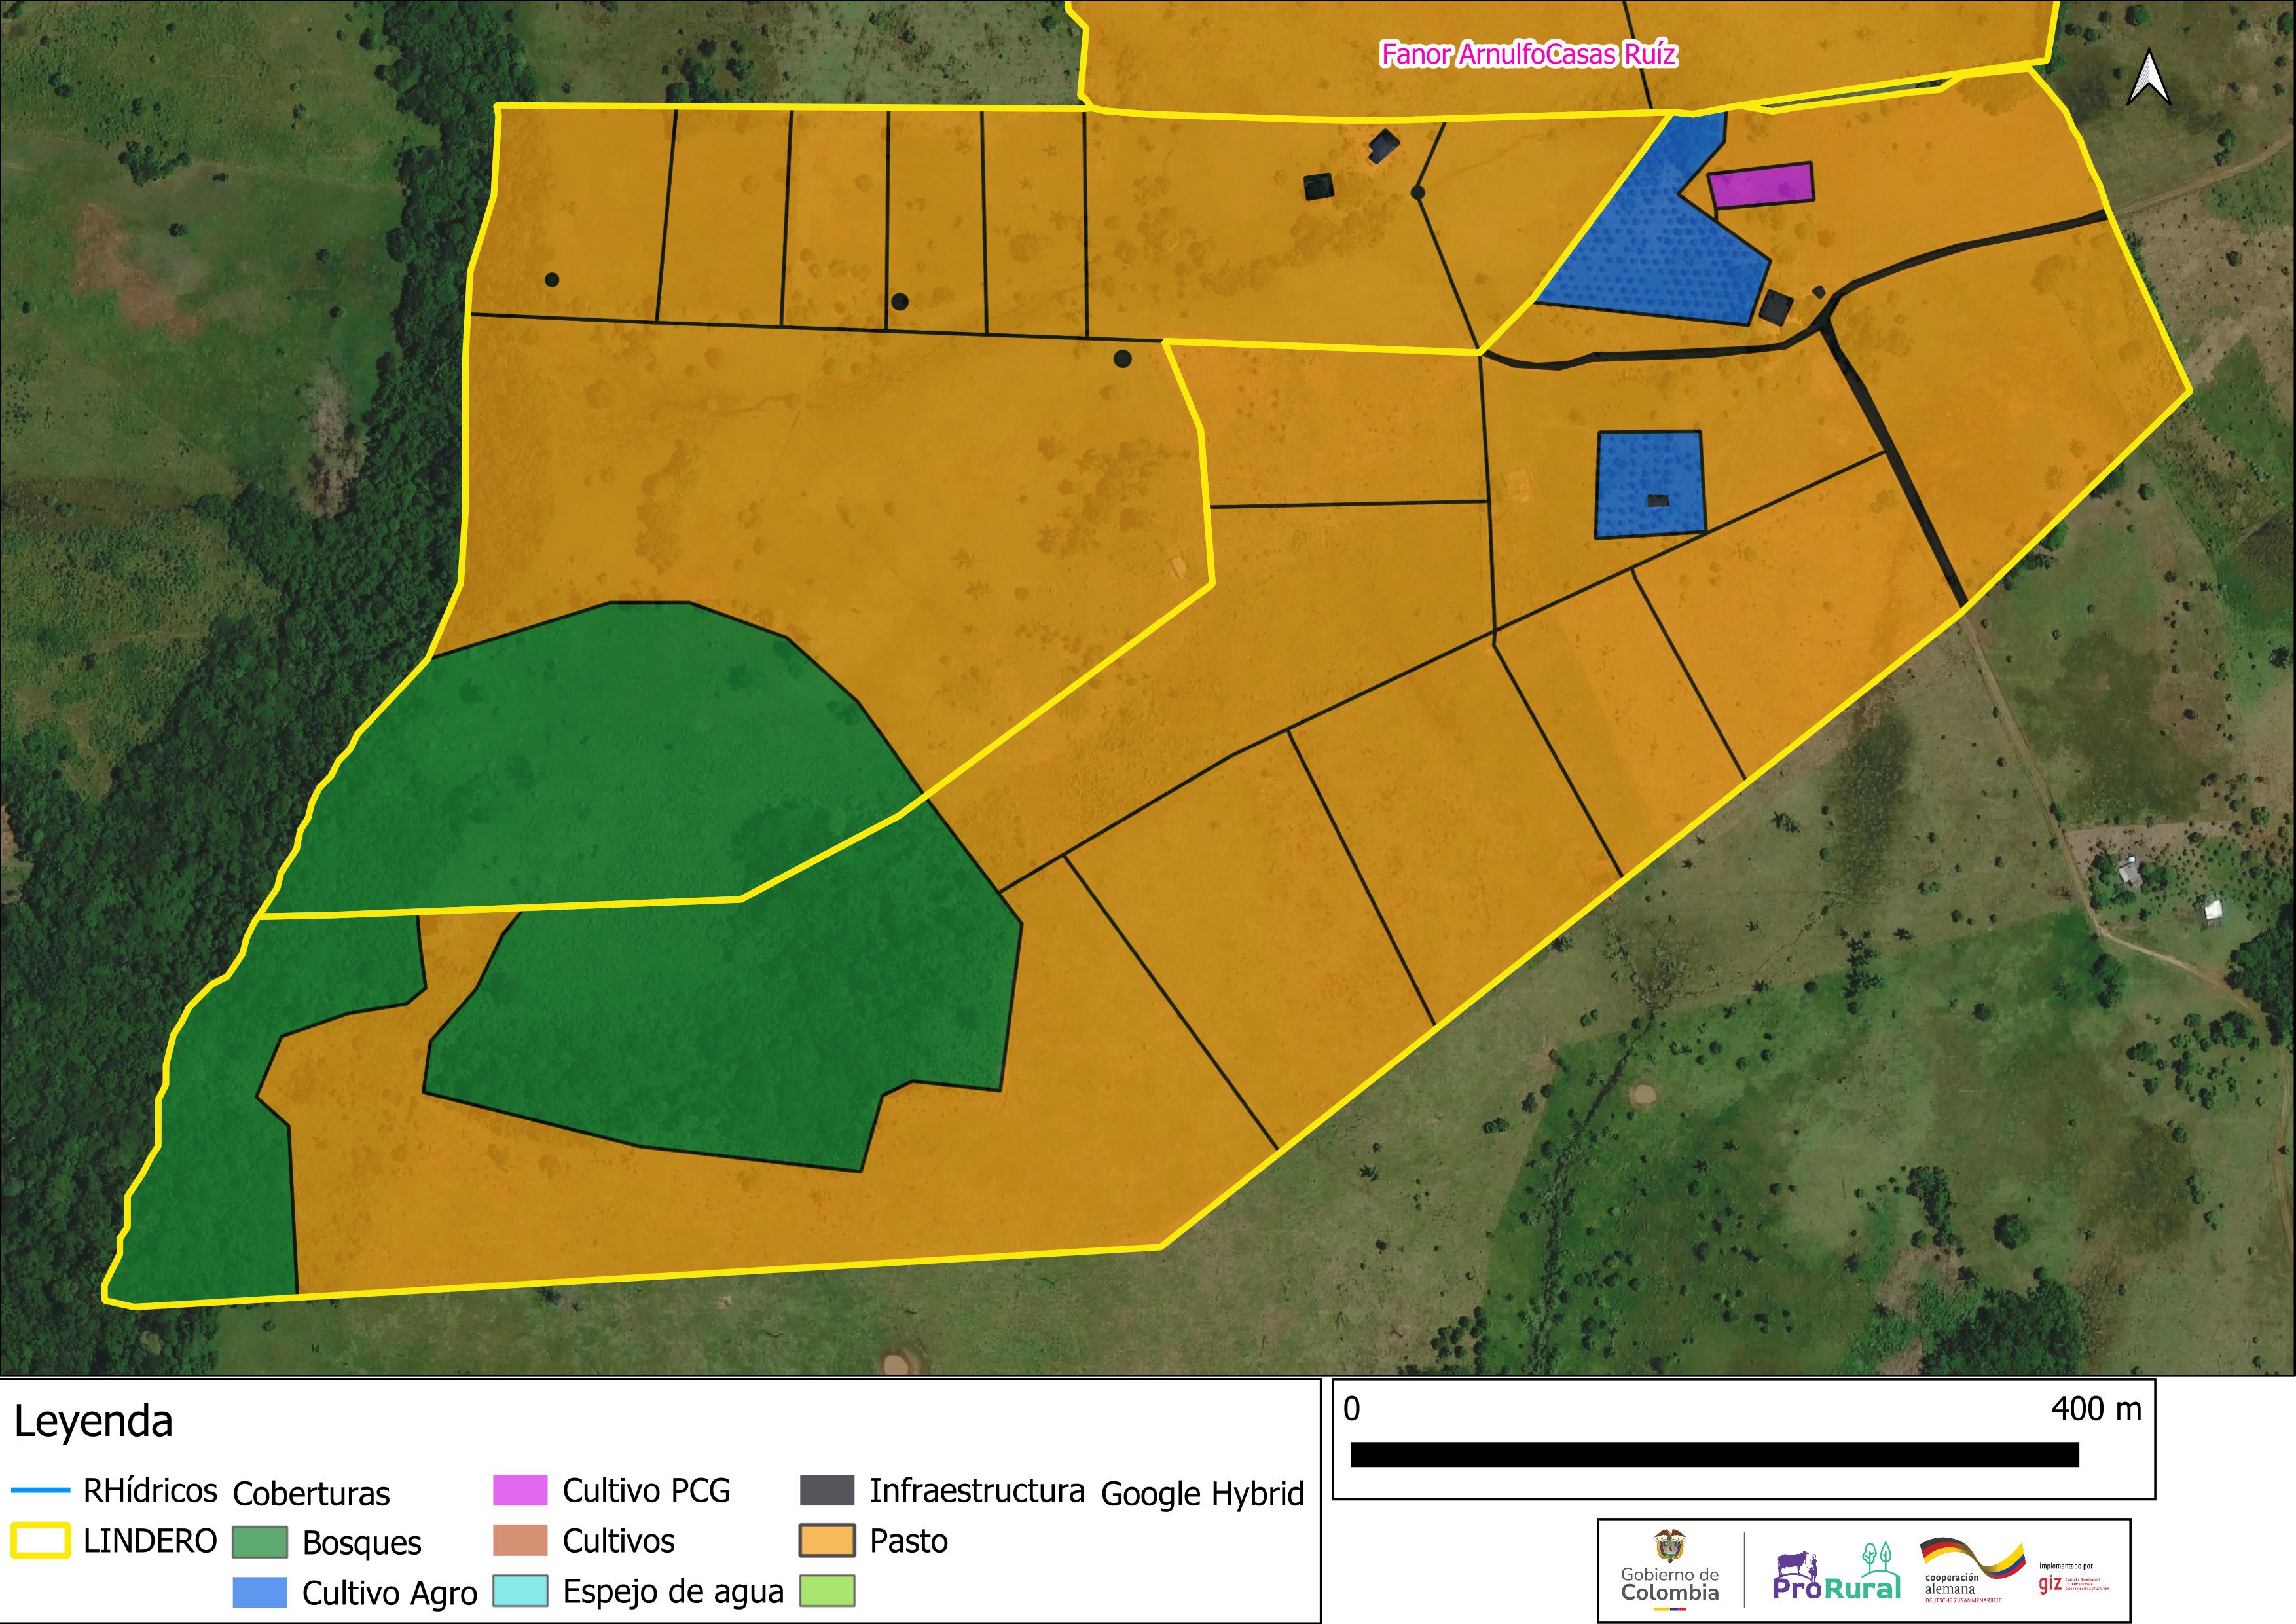 Fanor ArnulfoCasas Ruíz
Leyenda
RHídricos
LINDERO
Coberturas
Bosques
Cultivo Agro
Cultivo PCG
Cultivos
Espejo de agua
Infraestructura
Pasto
Google Hybrid
0 400 m
Gobierno de
Colombia
ProRural
cooperación
alemana
DEUTSCHE ZUSAMMENARBEIT
Implementado por
giz